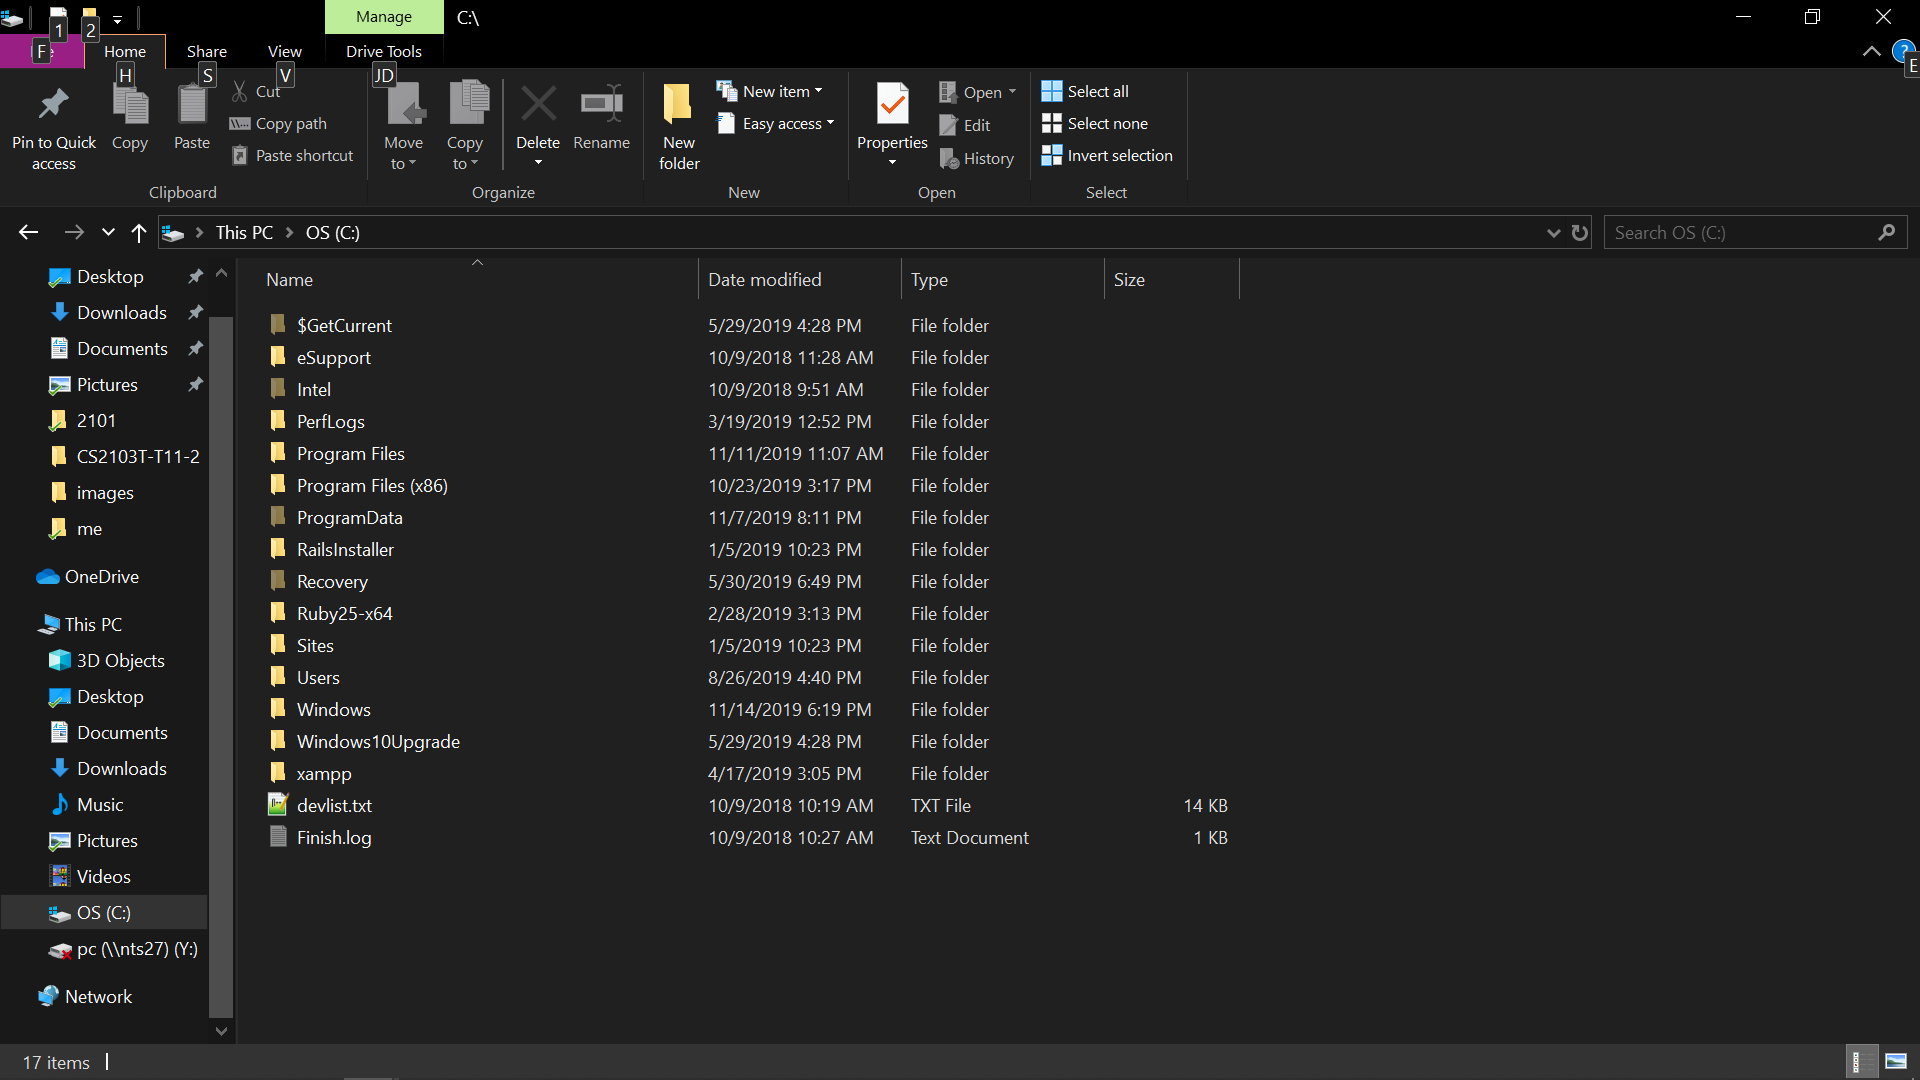 1 2 Manage C:\
F Home Share View Drive Tools
H S V JD E
Pin to Quick access
Copy
Paste
Cut
Copy path
Paste shortcut
Clipboard
Move to
Copy to
Delete
Rename
Organize
New folder
New item
Easy access
New
Properties
Open
Edit
History
Open
Select all
Select none
Invert selection
Select
This PC > OS (C:)
Search OS (C:)
Desktop
Downloads
Documents
Pictures
2101
CS2103T-T11-2
images
me
OneDrive
This PC
3D Objects
Desktop
Documents
Downloads
Music
Pictures
Videos
OS (C:)
pc (\\nts27) (Y:)
Network
Name Date modified Type Size
$GetCurrent 5/29/2019 4:28 PM File folder
eSupport 10/9/2018 11:28 AM File folder
Intel 10/9/2018 9:51 AM File folder
PerfLogs 3/19/2019 12:52 PM File folder
Program Files 11/11/2019 11:07 AM File folder
Program Files (x86) 10/23/2019 3:17 PM File folder
ProgramData 11/7/2019 8:11 PM File folder
RailsInstaller 1/5/2019 10:23 PM File folder
Recovery 5/30/2019 6:49 PM File folder
Ruby25-x64 2/28/2019 3:13 PM File folder
Sites 1/5/2019 10:23 PM File folder
Users 8/26/2019 4:40 PM File folder
Windows 11/14/2019 6:19 PM File folder
Windows10Upgrade 5/29/2019 4:28 PM File folder
xampp 4/17/2019 3:05 PM File folder
devlist.txt 10/9/2018 10:19 AM TXT File 14 KB
Finish.log 10/9/2018 10:27 AM Text Document 1 KB
17 items